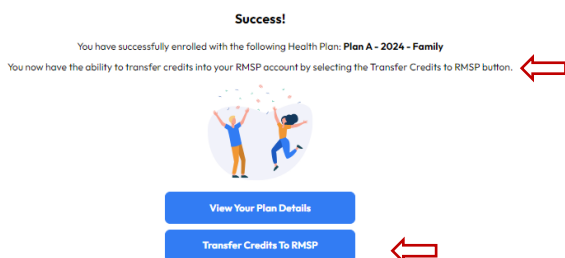 Success!
You have successfully enrolled with the following Health Plan: Plan A - 2024 - Family
You now have the ability to transfer credits into your RMSP account by selecting the Transfer Credits to RMSP button.
View Your Plan Details
Transfer Credits To RMSP